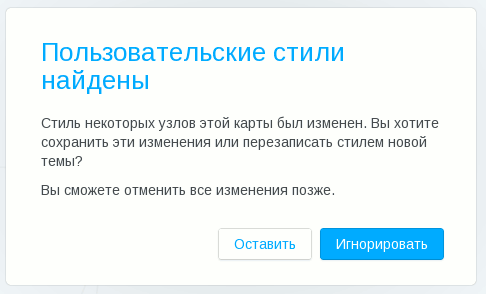 Пользовательские стили
найдены
Стиль некоторых узлов этой карты был изменен. Вы хотите
сохранить эти изменения или перезаписать стилем новой
темы?
Вы сможете отменить все изменения позже.
Оставить
Игнорировать